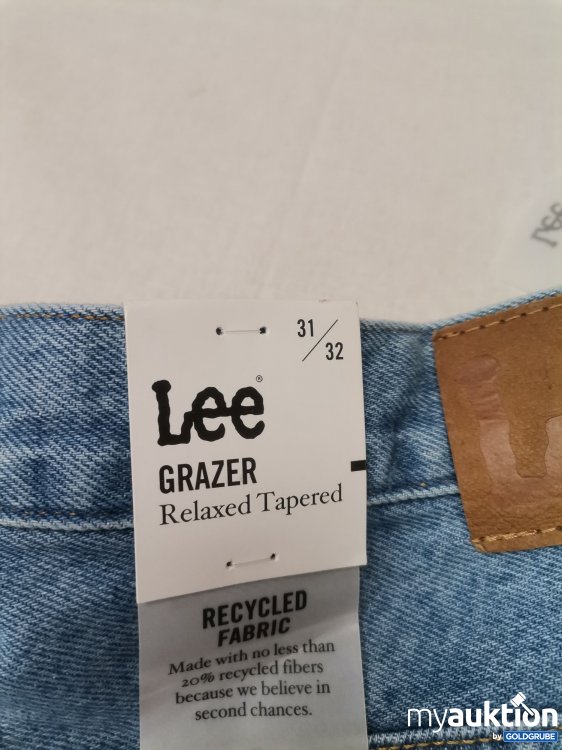 31/32
Lee®
GRAZER
Relaxed Tapered
RECYCLED
FABRIC
Made with no less than
20% recycled fibers
because we believe in
second chances.
myauktion
by GOLDGRUBE